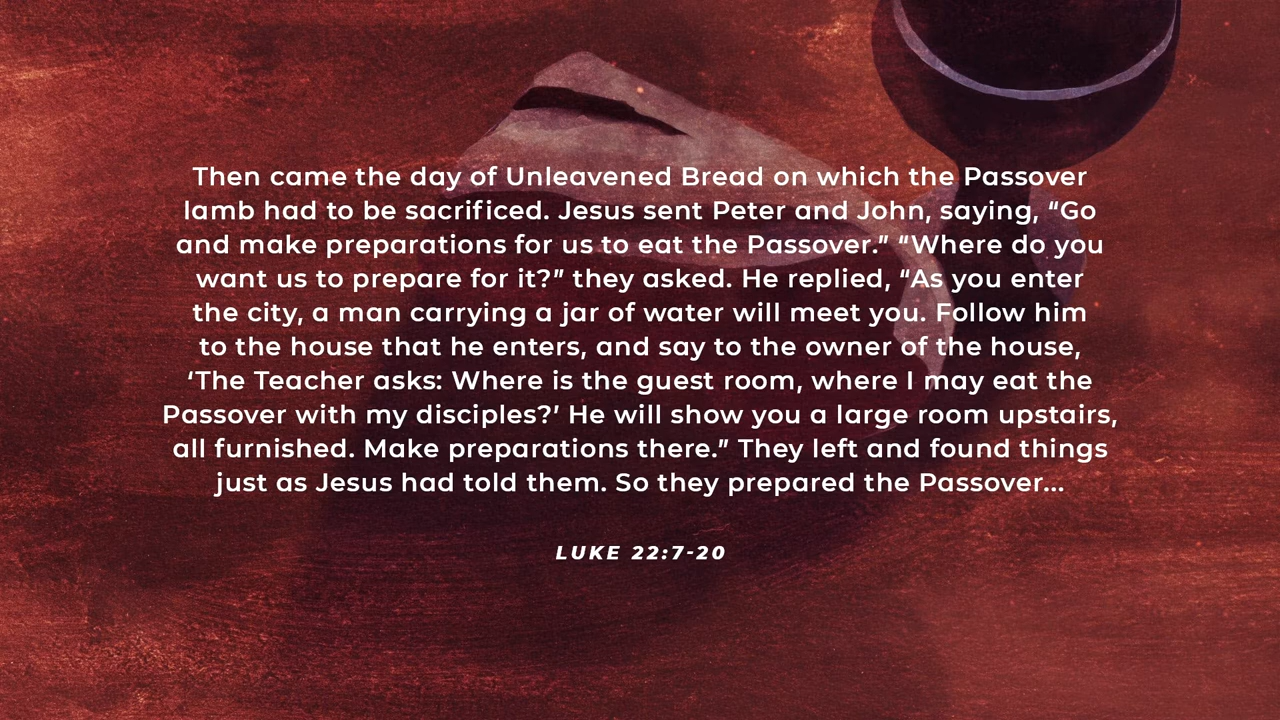 Then came the day of Unleavened Bread on which the Passover
lamb had to be sacrificed. Jesus sent Peter and John, saying, “Go
and make preparations for us to eat the Passover.” “Where do you
want us to prepare for it?” they asked. He replied, “As you enter
the city, a man carrying a jar of water will meet you. Follow him
to the house that he enters, and say to the owner of the house,
‘The Teacher asks: Where is the guest room, where I may eat the
Passover with my disciples?’ He will show you a large room upstairs,
all furnished. Make preparations there.” They left and found things
just as Jesus had told them. So they prepared the Passover...
LUKE 22:7-20